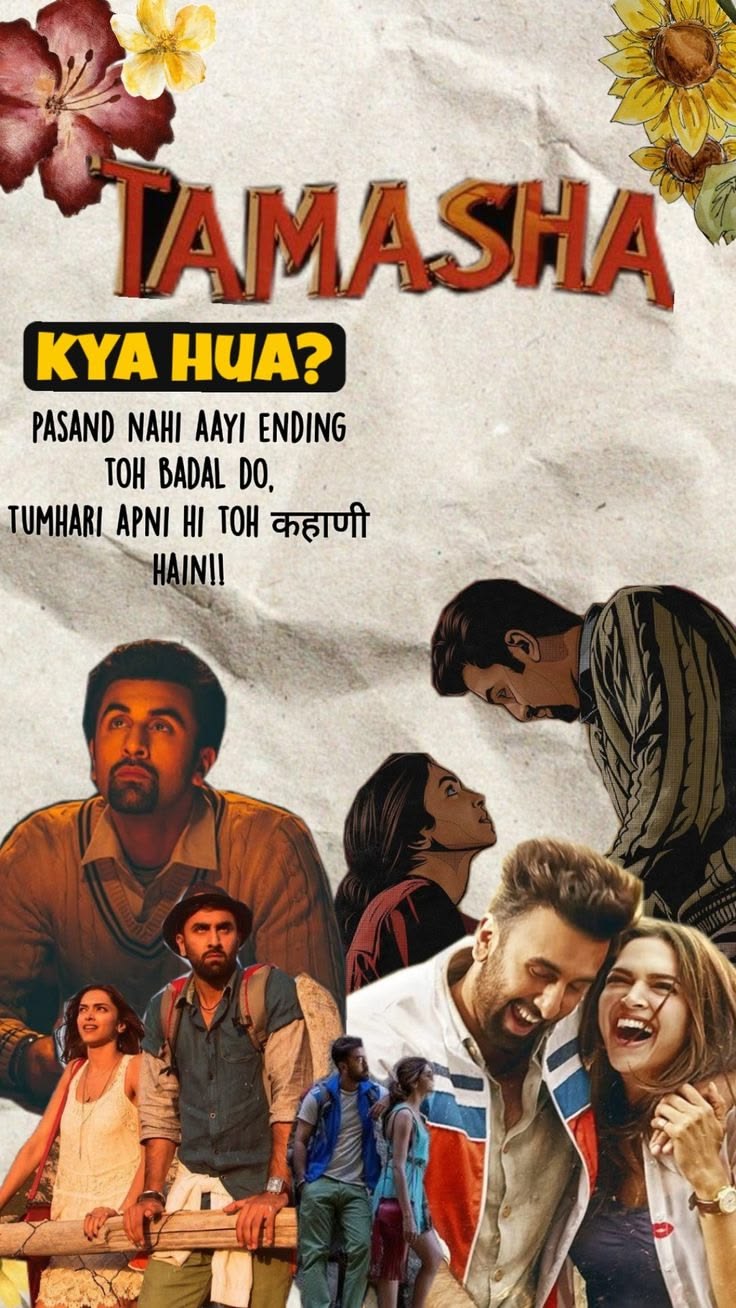 TAMASHA
KYA HUA?
PASAND NAHI AAYI ENDING
TOH BADAL DO,
TUMHARI APNI HI TOH कहाणी
HAIN!!